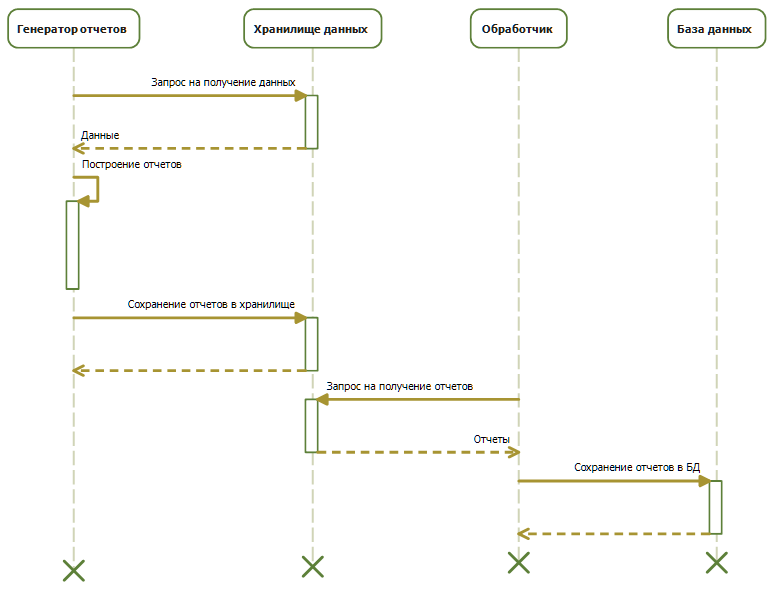 Генератор отчетов
Хранилище данных
Обработчик
База данных
Запрос на получение данных
Данные
Построение отчетов
Сохранение отчетов в хранилище
Запрос на получение отчетов
Отчеты
Сохранение отчетов в БД